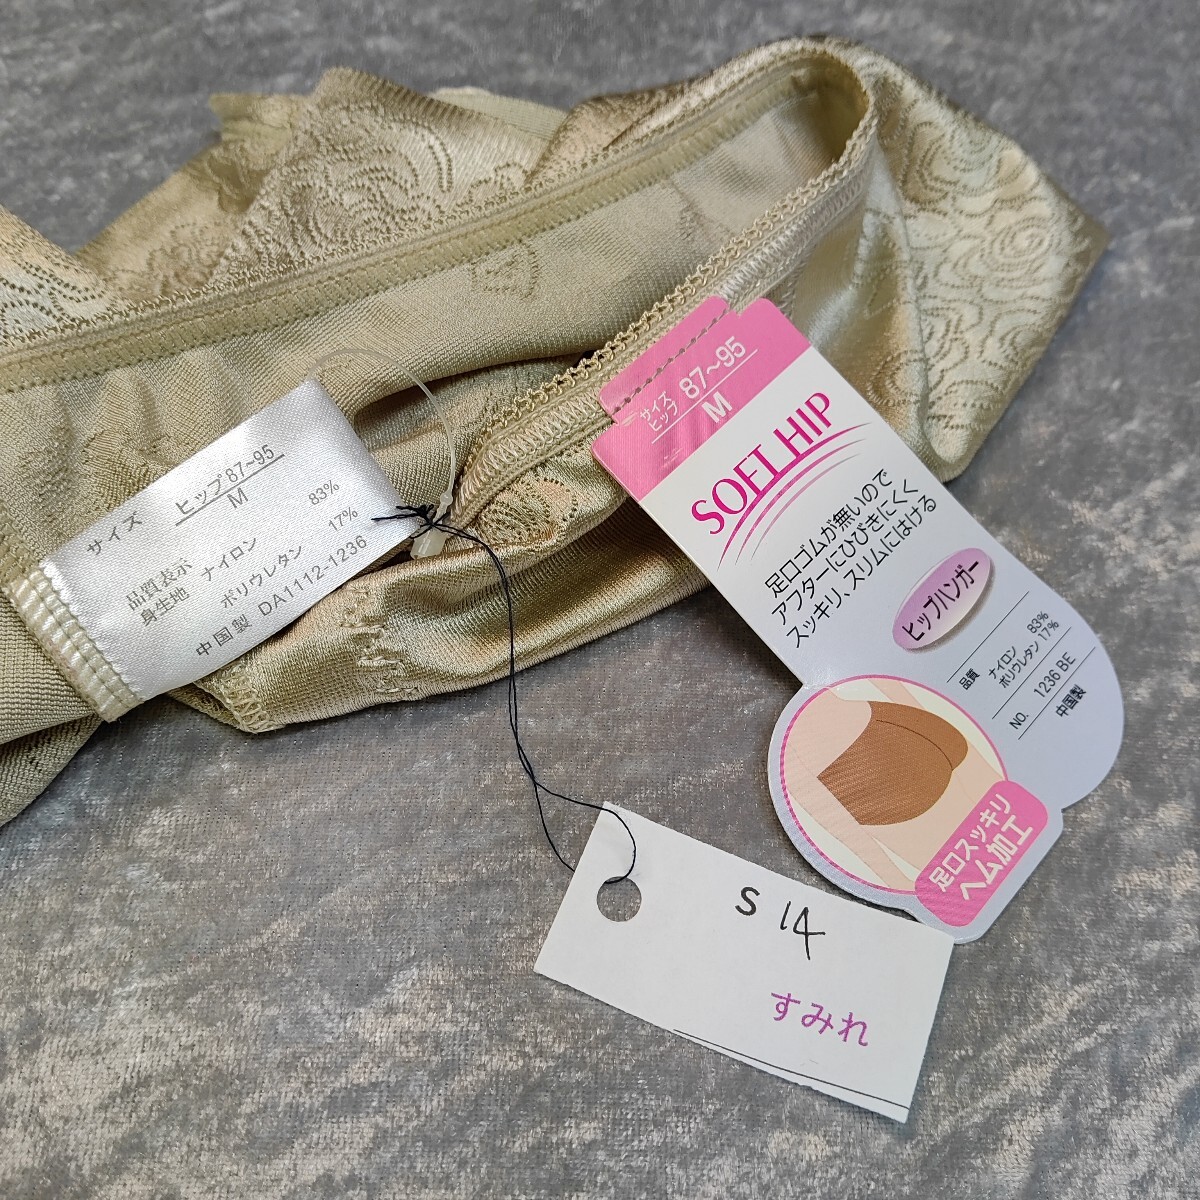 サイズ
ヒップ87~95
M
品質表示
身生地
ナイロン 83%
ポリウレタン 17%
中国製 DA1112-1236
サイズ
ヒップ 87~95
M
SOFT HIP
足口ゴムが無いので
アフターにひびきにくく
スッキリ、スリムにはける
ヒップハンガー
品質 ナイロン 83%
ポリウレタン 17%
NO. 1236 BE
中国製
足口スッキリ
ヘム加工
S 14
すみれ